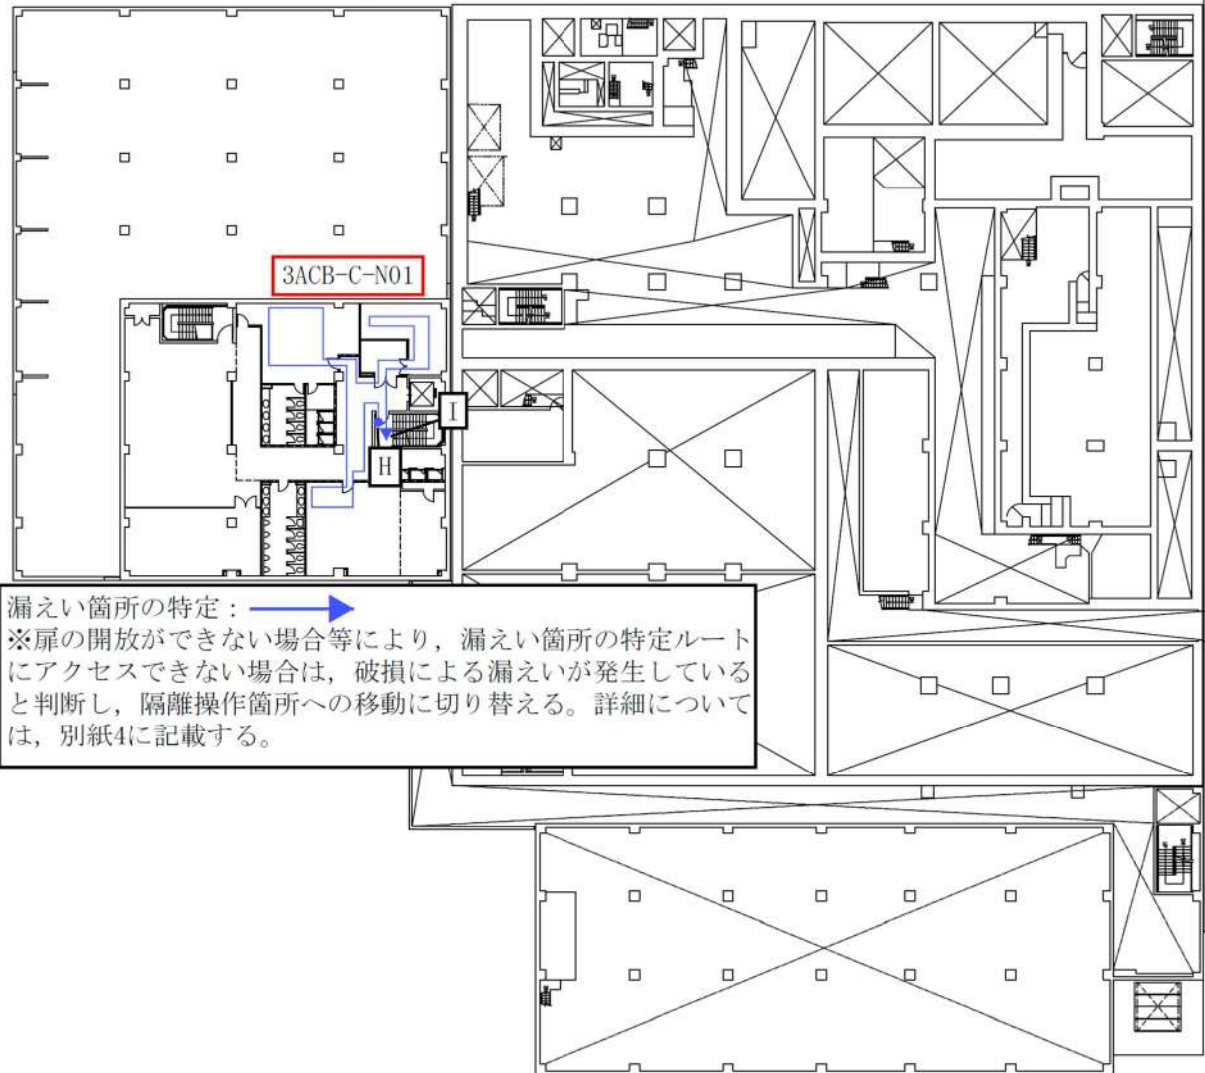 3ACB-C-N01
I
H
漏えい箇所の特定:
※扉の開放ができない場合等により，漏えい箇所の特定ルート
にアクセスできない場合は，破損による漏えいが発生している
と判断し，隔離操作箇所への移動に切り替える。詳細について
は，別紙4に記載する。